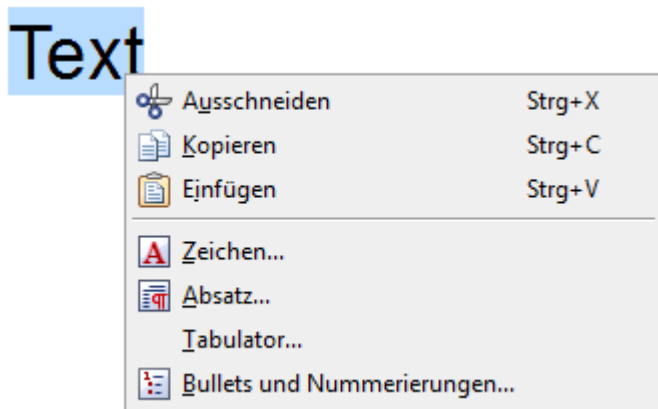 Text
Ausschneiden Strg+X
Kopieren Strg+C
Einfügen Strg+V
Zeichen...
Absatz...
Tabulator...
Bullets und Nummerierungen...